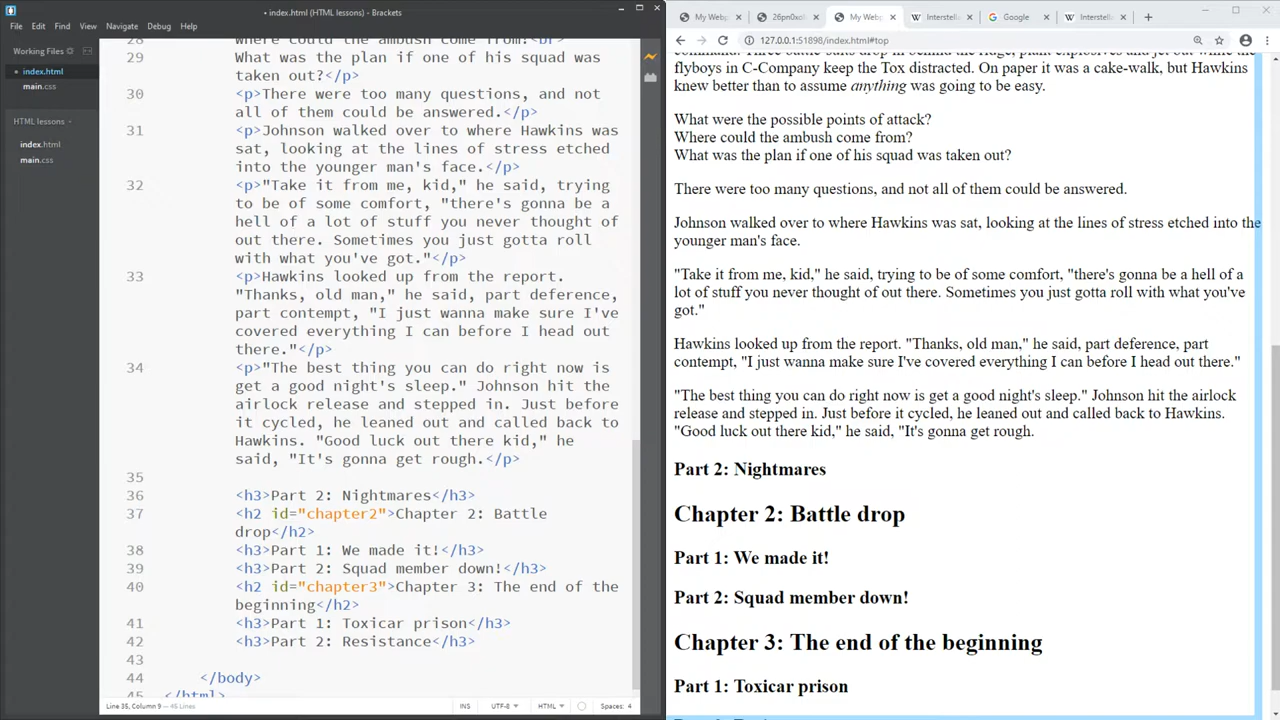 index.html (HTML lessons) - Brackets
File Edit Find View Navigate Debug Help
Working Files
index.html
main.css
HTML lessons
index.html
main.css
28 where could the ambush come from?<br>
29 What was the plan if one of his squad was
taken out?</p>
30 <p>There were too many questions, and not
all of them could be answered.</p>
31 <p>Johnson walked over to where Hawkins was
sat, looking at the lines of stress etched
into the younger man's face.</p>
32 <p>"Take it from me, kid," he said, trying
to be of some comfort, "there's gonna be a
hell of a lot of stuff you never thought of
out there. Sometimes you just gotta roll
with what you've got."</p>
33 <p>Hawkins looked up from the report.
"Thanks, old man," he said, part deference,
part contempt, "I just wanna make sure I've
covered everything I can before I head out
there."</p>
34 <p>"The best thing you can do right now is
get a good night's sleep." Johnson hit the
airlock release and stepped in. Just before
it cycled, he leaned out and called back to
Hawkins. "Good luck out there kid," he
said, "It's gonna get rough.</p>
35
36 <h3>Part 2: Nightmares</h3>
37 <h2 id="chapter2">Chapter 2: Battle
drop</h2>
38 <h3>Part 1: We made it!</h3>
39 <h3>Part 2: Squad member down!</h3>
40 <h2 id="chapter3">Chapter 3: The end of the
beginning</h2>
41 <h3>Part 1: Toxicar prison</h3>
42 <h3>Part 2: Resistance</h3>
43
44 </body>
45 </html>
Line 35, Column 9 — 45 Lines
INS UTF-8 HTML Spaces: 4
My Webp 26pn0xol My Webp Interstell Google Interstell
127.0.0.1:51898/index.html#top
flyboys in C-Company keep the Tox distracted. On paper it was a cake-walk, but Hawkins
knew better than to assume anything was going to be easy.
What were the possible points of attack?
Where could the ambush come from?
What was the plan if one of his squad was taken out?
There were too many questions, and not all of them could be answered.
Johnson walked over to where Hawkins was sat, looking at the lines of stress etched into the
younger man's face.
"Take it from me, kid," he said, trying to be of some comfort, "there's gonna be a hell of a
lot of stuff you never thought of out there. Sometimes you just gotta roll with what you've
got."
Hawkins looked up from the report. "Thanks, old man," he said, part deference, part
contempt, "I just wanna make sure I've covered everything I can before I head out there."
"The best thing you can do right now is get a good night's sleep." Johnson hit the airlock
release and stepped in. Just before it cycled, he leaned out and called back to Hawkins.
"Good luck out there kid," he said, "It's gonna get rough.
Part 2: Nightmares
Chapter 2: Battle drop
Part 1: We made it!
Part 2: Squad member down!
Chapter 3: The end of the beginning
Part 1: Toxicar prison